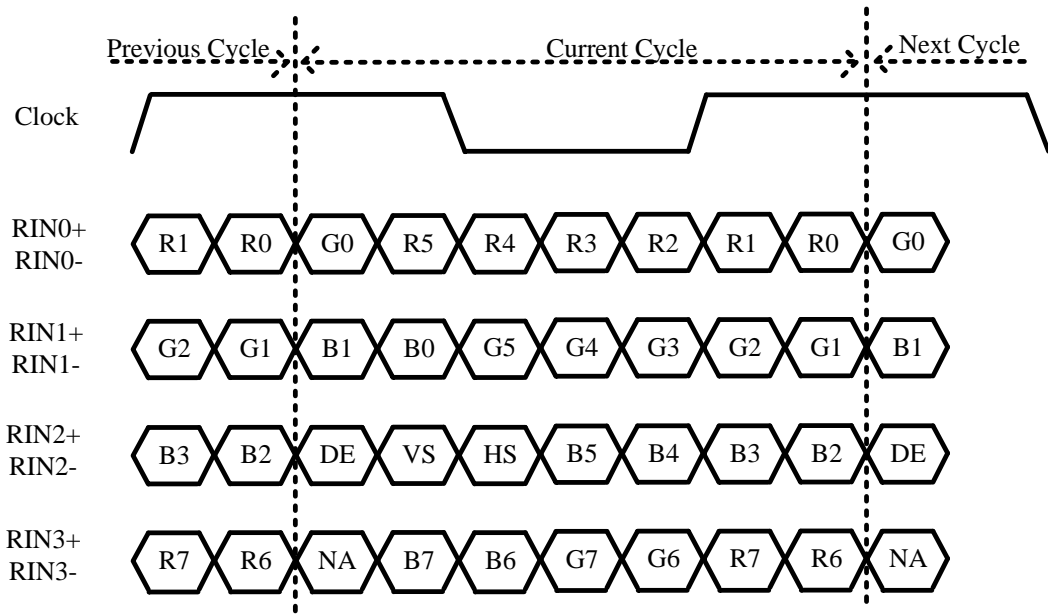 Previous Cycle
Current Cycle
Next Cycle
Clock
RIN0+
RIN0-
R1 R0 G0 R5 R4 R3 R2 R1 R0 G0
RIN1+
RIN1-
G2 G1 B1 B0 G5 G4 G3 G2 G1 B1
RIN2+
RIN2-
B3 B2 DE VS HS B5 B4 B3 B2 DE
RIN3+
RIN3-
R7 R6 NA B7 B6 G7 G6 R7 R6 NA